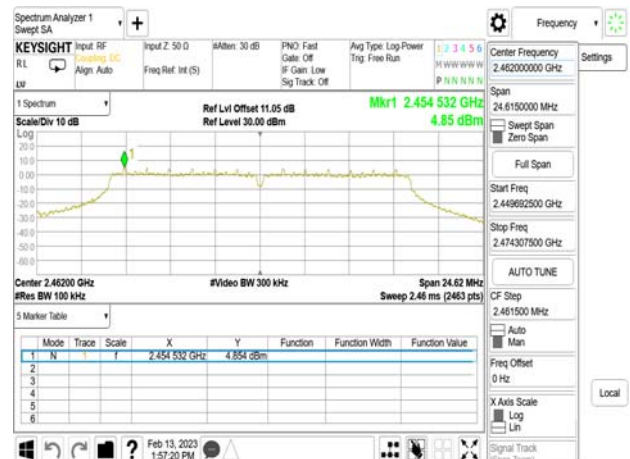 Spectrum Analyzer 1
Swept SA
Frequency
KEYSIGHT
RL
Input: RF
Coupling: DC
Align: Auto
Input Z: 50 Ω
Freq Ref: Int (S)
#Atten: 30 dB
PNO: Fast
Gate: Off
IF Gain: Low
Sig Track: Off
Avg Type: Log-Power
Trig: Free Run
1 2 3 4 5 6
M W W W W W
P N N N N N
1 Spectrum
Scale/Div 10 dB
Ref Lvl Offset 11.05 dB
Ref Level 30.00 dBm
Mkr1 2.454 532 GHz
4.85 dBm
Log
20.0
10.0
0.00
-10.0
-20.0
-30.0
-40.0
-50.0
-60.0
1
Center 2.46200 GHz
#Res BW 100 kHz
#Video BW 300 kHz
Span 24.62 MHz
Sweep 2.46 ms (2463 pts)
5 Marker Table
Mode Trace Scale X Y Function Function Width Function Value
1 N 1 f 2.454 532 GHz 4.854 dBm
2
3
4
5
6
Feb 13, 2023
1:57:20 PM
Center Frequency
2.462000000 GHz
Settings
Span
24.6150000 MHz
Swept Span
Zero Span
Full Span
Start Freq
2.449692500 GHz
Stop Freq
2.474307500 GHz
AUTO TUNE
CF Step
2.461500 MHz
Auto
Man
Freq Offset
0 Hz
X Axis Scale
Log
Lin
Local
Signal Track